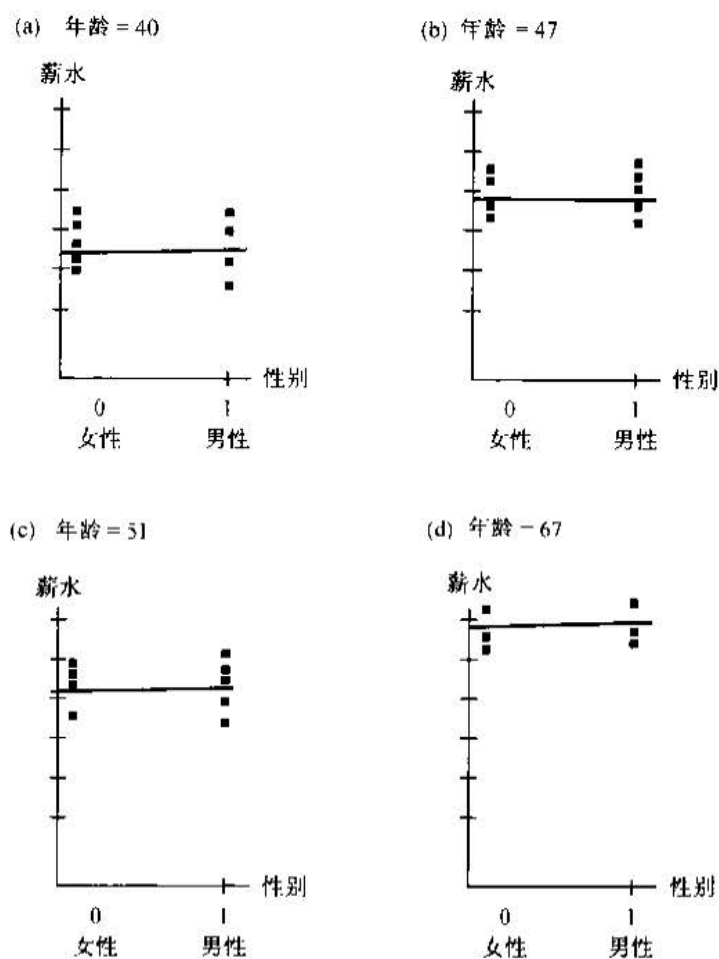 (a) 年龄 = 40
薪水
性别
0 1
女性 男性
(b) 年龄 = 47
薪水
性别
0 1
女性 男性
(c) 年龄 = 51
薪水
性别
0 1
女性 男性
(d) 年龄 - 67
薪水
性别
0 1
女性 男性